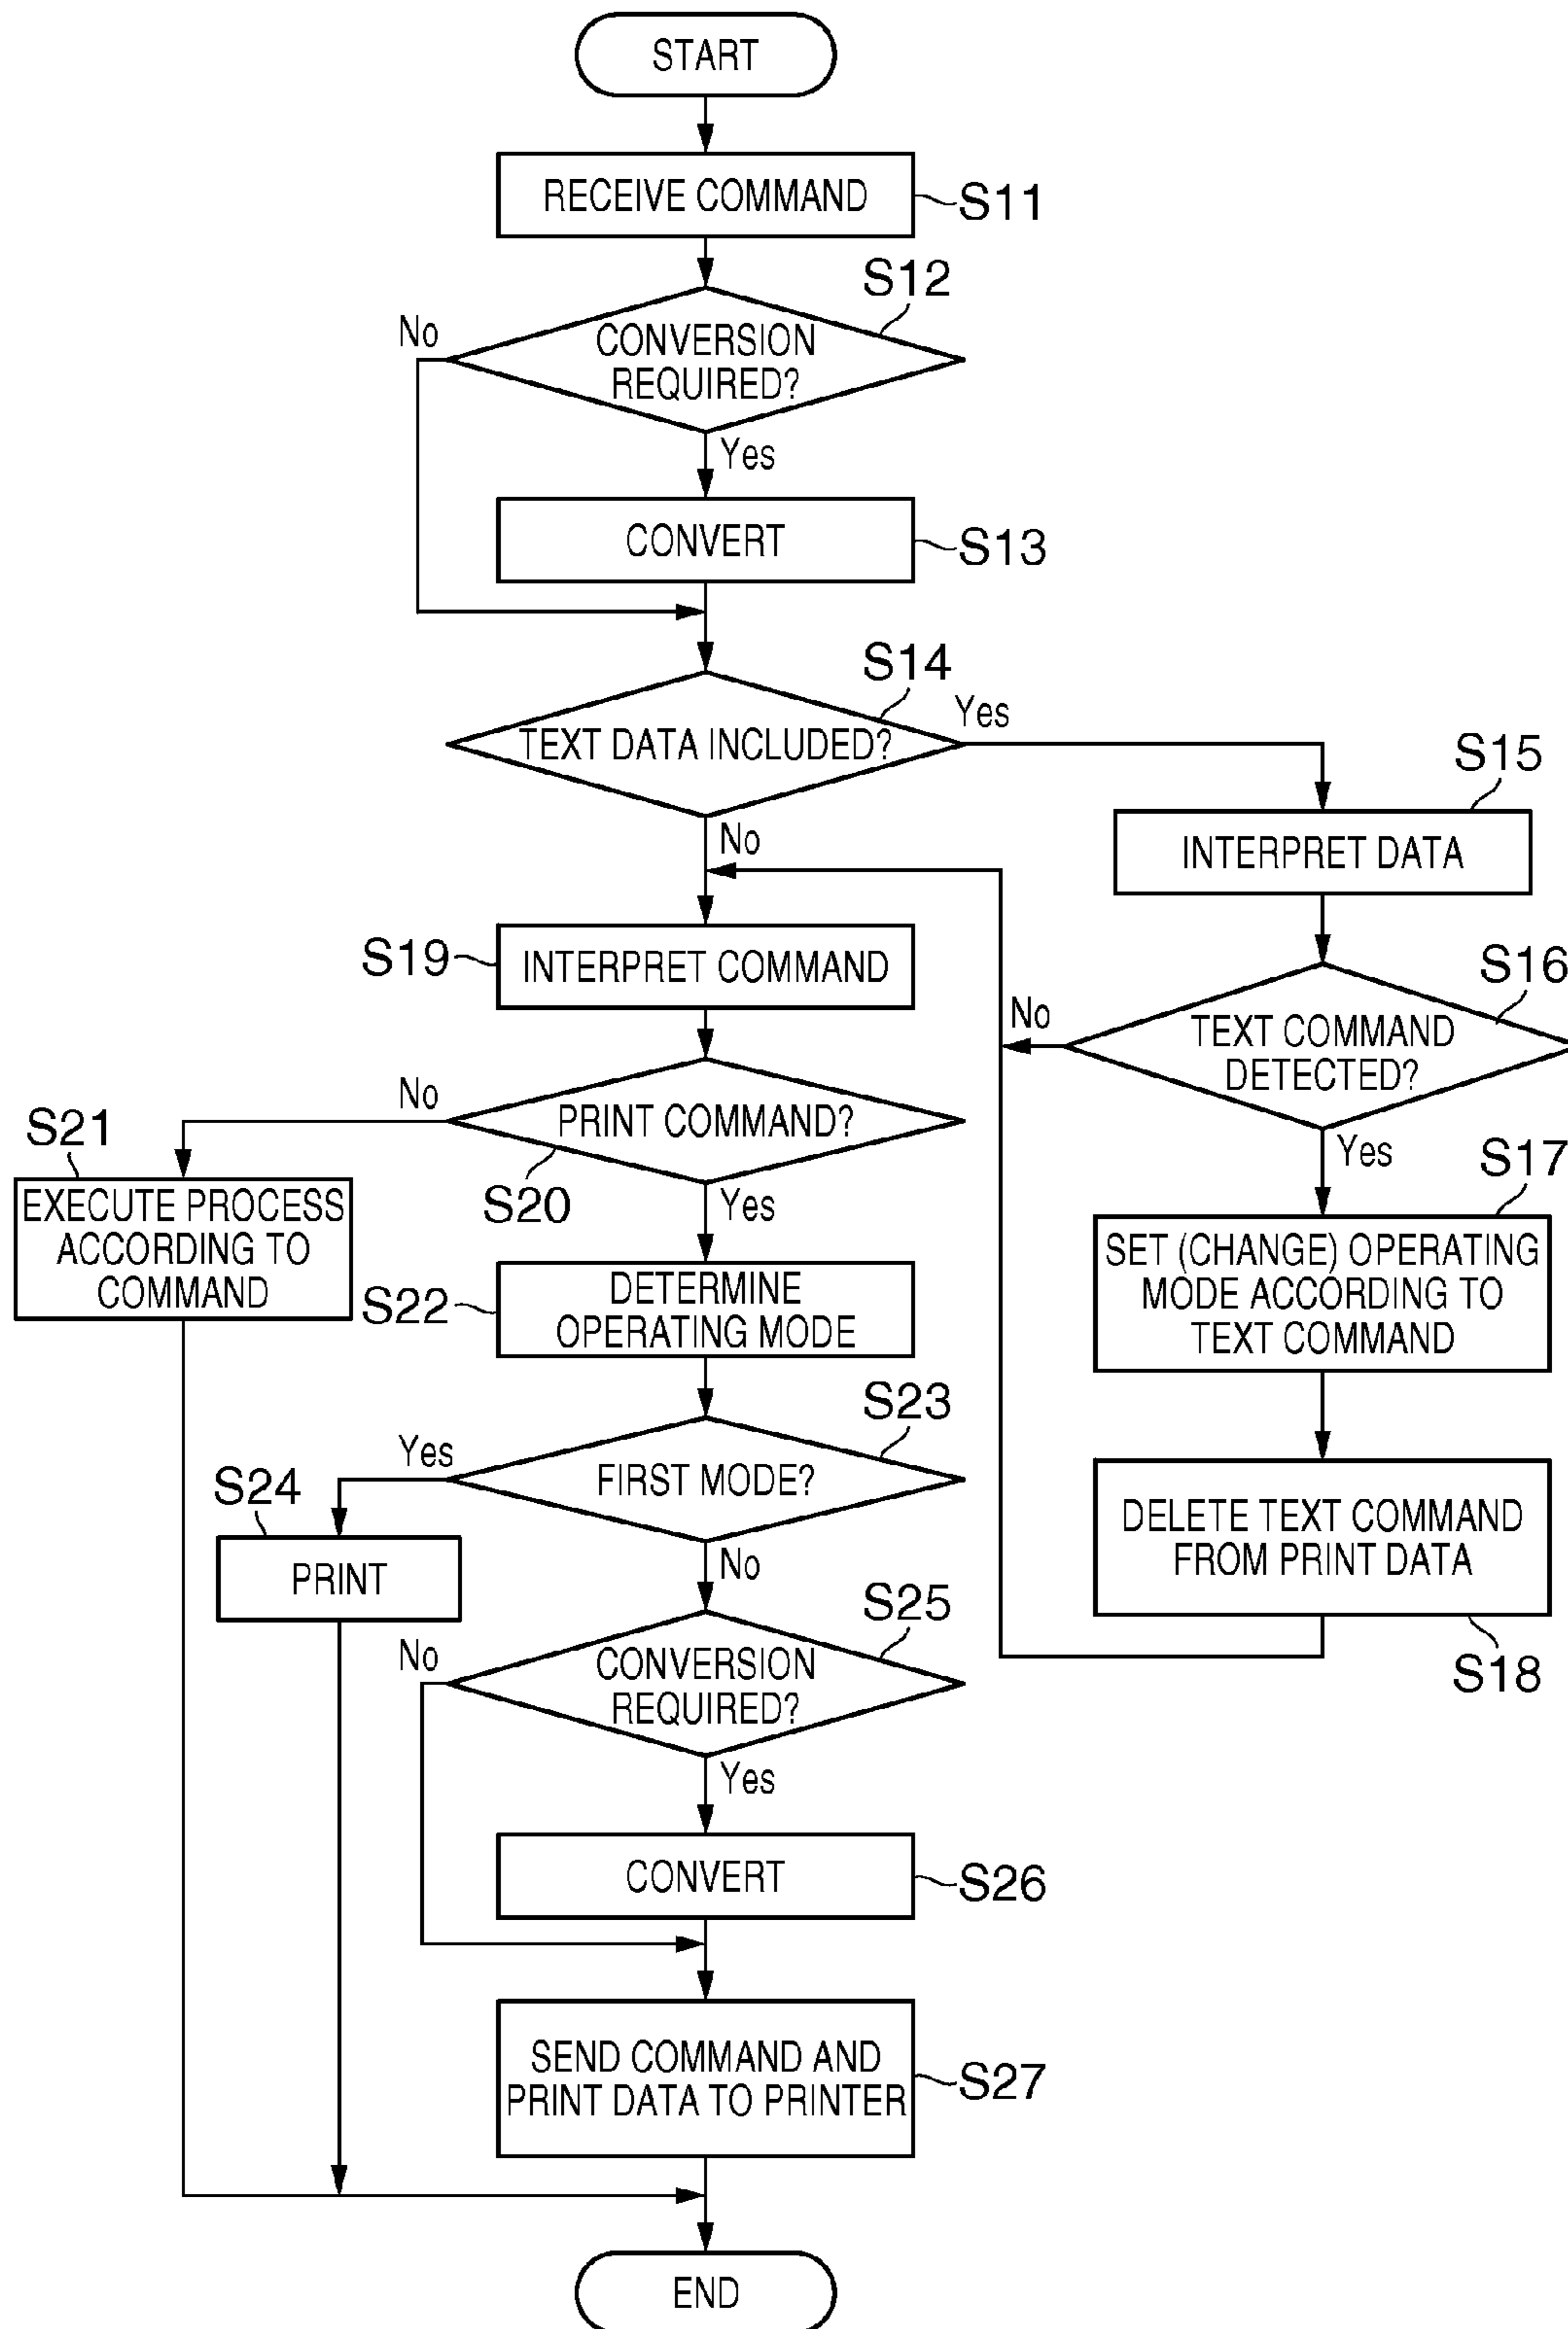 START
RECEIVE COMMAND
S11
S12
No
CONVERSION
REQUIRED?
Yes
CONVERT
S13
S14
Yes
TEXT DATA INCLUDED?
No
S15
INTERPRET DATA
S19
INTERPRET COMMAND
S16
No
TEXT COMMAND
DETECTED?
Yes
No
PRINT COMMAND?
S20
Yes
S21
EXECUTE PROCESS
ACCORDING TO
COMMAND
S17
SET (CHANGE) OPERATING
MODE ACCORDING TO
TEXT COMMAND
S22
DETERMINE
OPERATING MODE
S23
Yes
FIRST MODE?
No
S24
PRINT
DELETE TEXT COMMAND
FROM PRINT DATA
S18
S25
No
CONVERSION
REQUIRED?
Yes
CONVERT
S26
SEND COMMAND AND
PRINT DATA TO PRINTER
S27
END